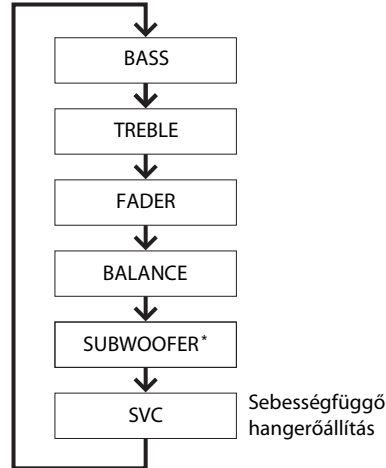 BASS
TREBLE
FADER
BALANCE
SUBWOOFER*
SVC
Sebességfüggő
hangerőállítás